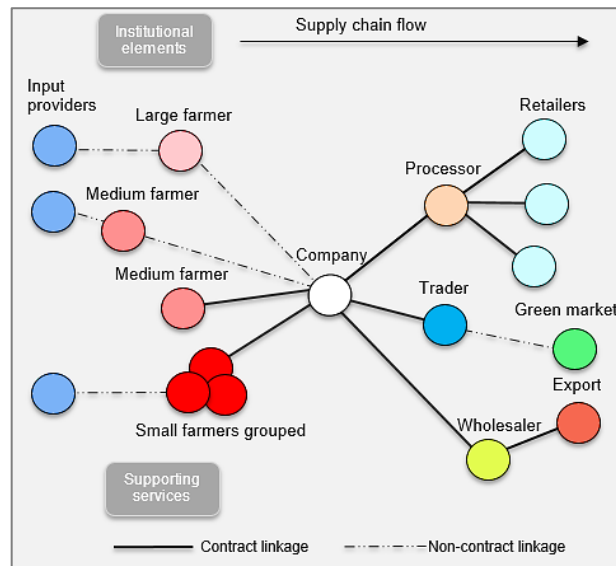 Institutional
elements
Supply chain flow
Input
providers
Large farmer
Retailers
Processor
Medium farmer
Company
Medium farmer
Trader
Green market
Export
Wholesaler
Small farmers grouped
Supporting
services
Contract linkage
Non-contract linkage